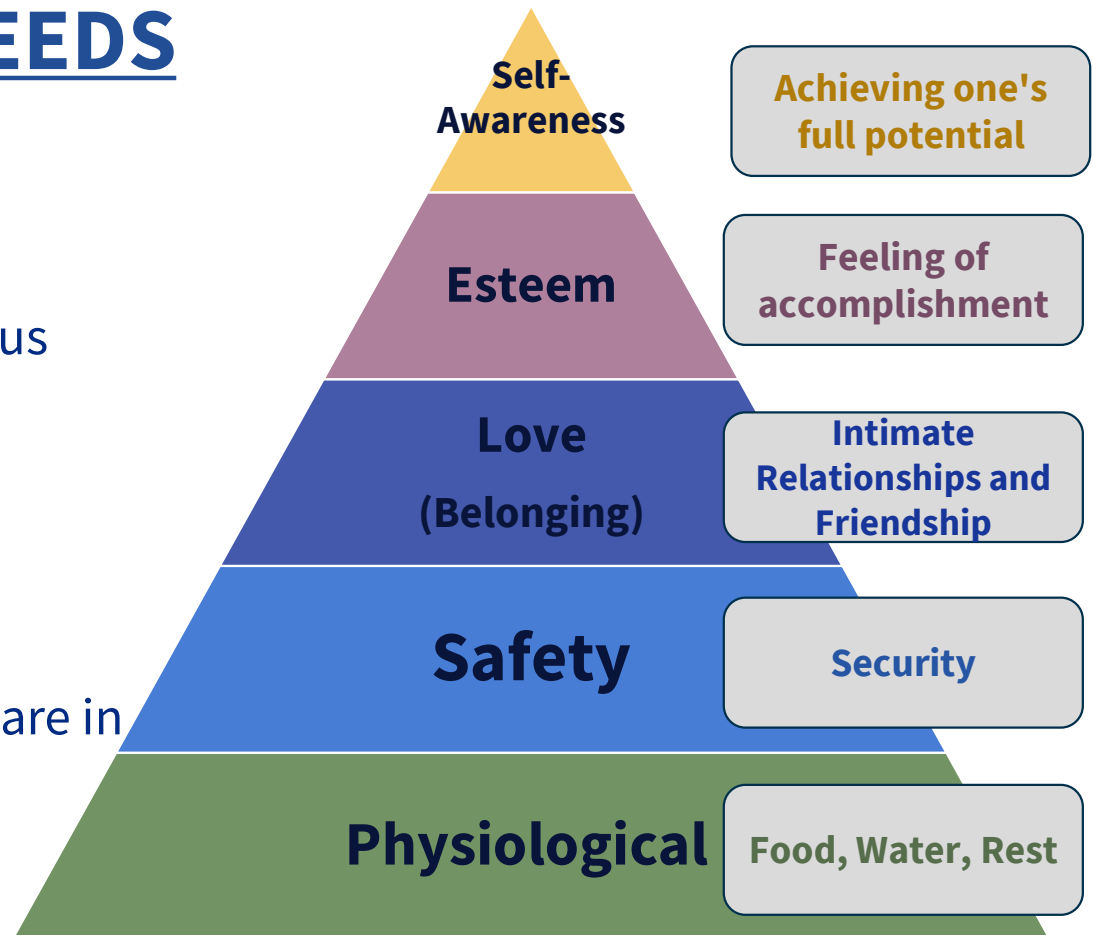 EEDS
Self-
Awareness
Achieving one's
full potential
Esteem
Feeling of
accomplishment
us
Love
(Belonging)
Intimate
Relationships and
Friendship
Safety
Security
are in
Physiological
Food, Water, Rest